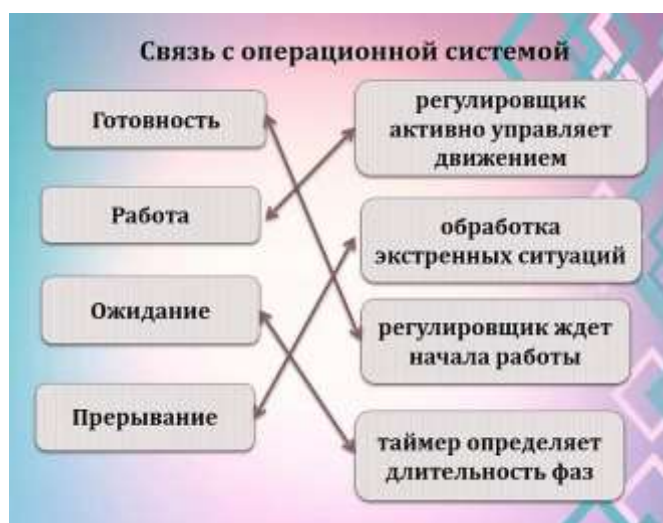 Связь с операционной системой
Готовность
Работа
Ожидание
Прерывание
регулировщик
активно управляет
движением
обработка
экстренных ситуаций
регулировщик ждет
начала работы
таймер определяет
длительность фаз